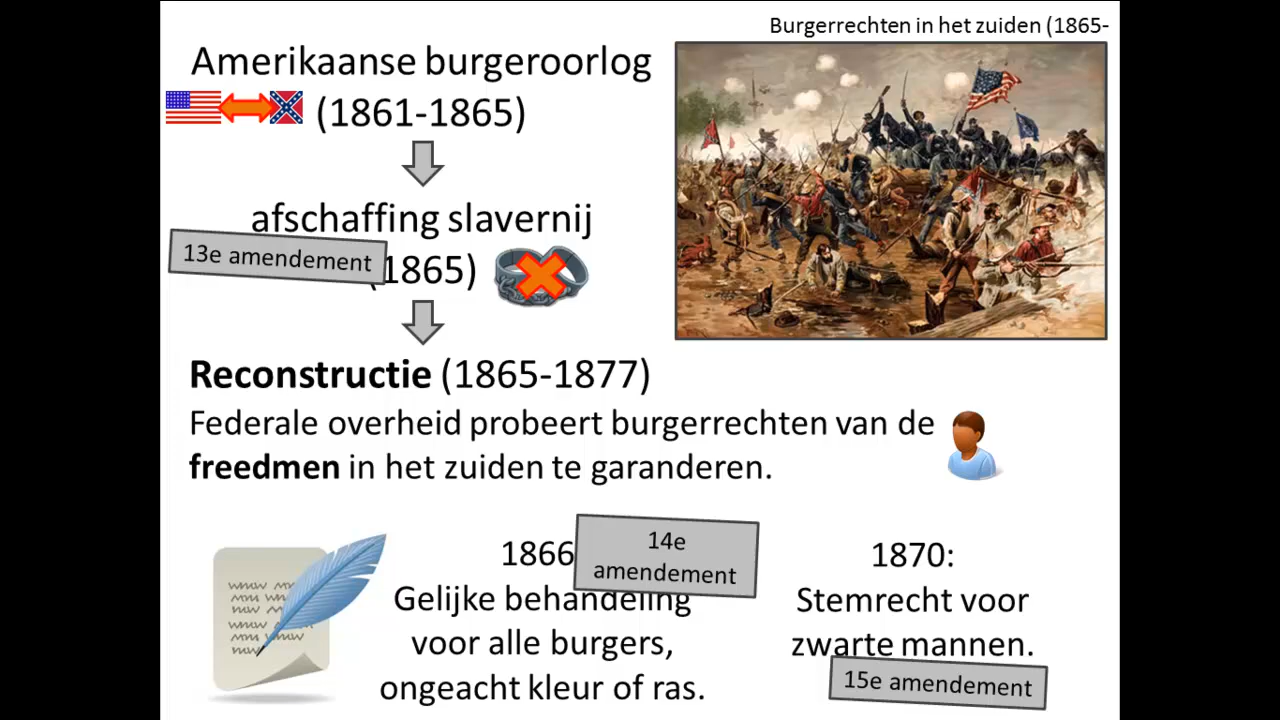 Burgerrechten in het zuiden (1865-
Amerikaanse burgeroorlog
(1861-1865)
afschaffing slavernij
13e amendement
(1865)
Reconstructie (1865-1877)
Federale overheid probeert burgerrechten van de
freedmen in het zuiden te garanderen.
1866
14e
amendement
Gelijke behandeling
voor alle burgers,
ongeacht kleur of ras.
1870:
Stemrecht voor
zwarte mannen.
15e amendement